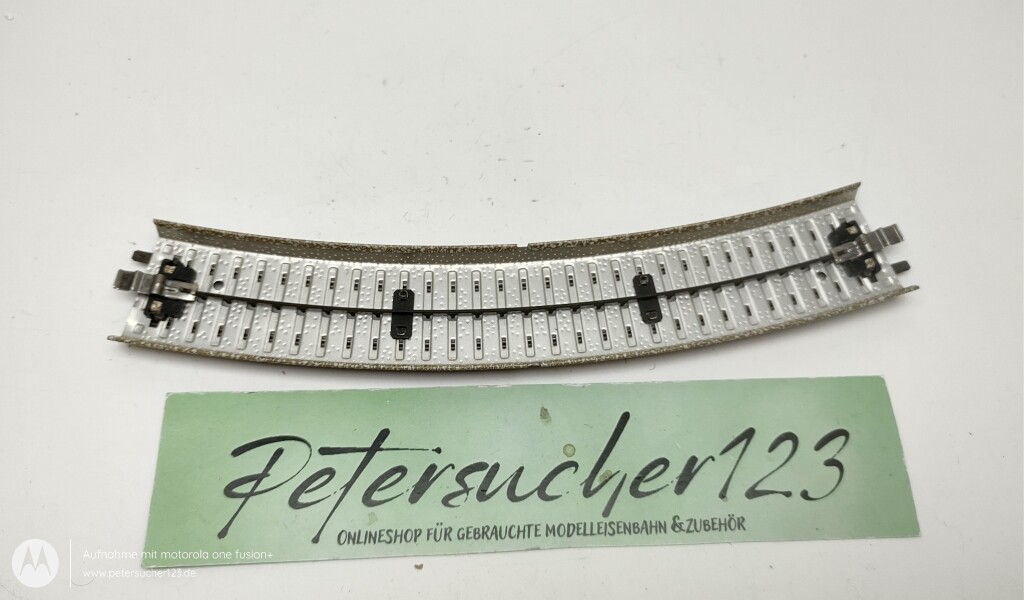 Petersucher123
ONLINESHOP FÜR GEBRAUCHTE MODELLEISENBAHN & ZUBEHÖR
Aufnahme mit motorola one fusion+
www.petersucher123.de